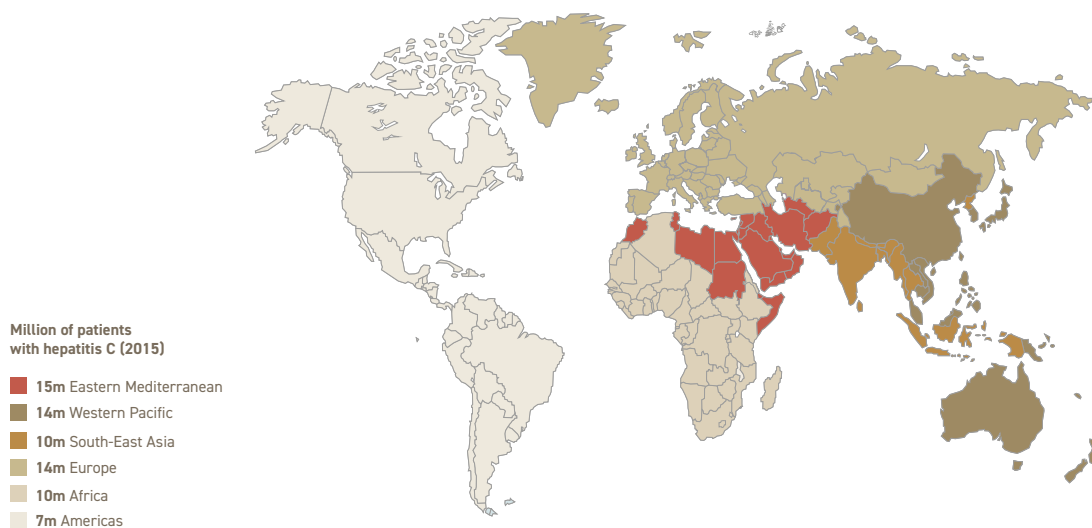 Million of patients
with hepatitis C (2015)
15m Eastern Mediterranean
14m Western Pacific
10m South-East Asia
14m Europe
10m Africa
7m Americas